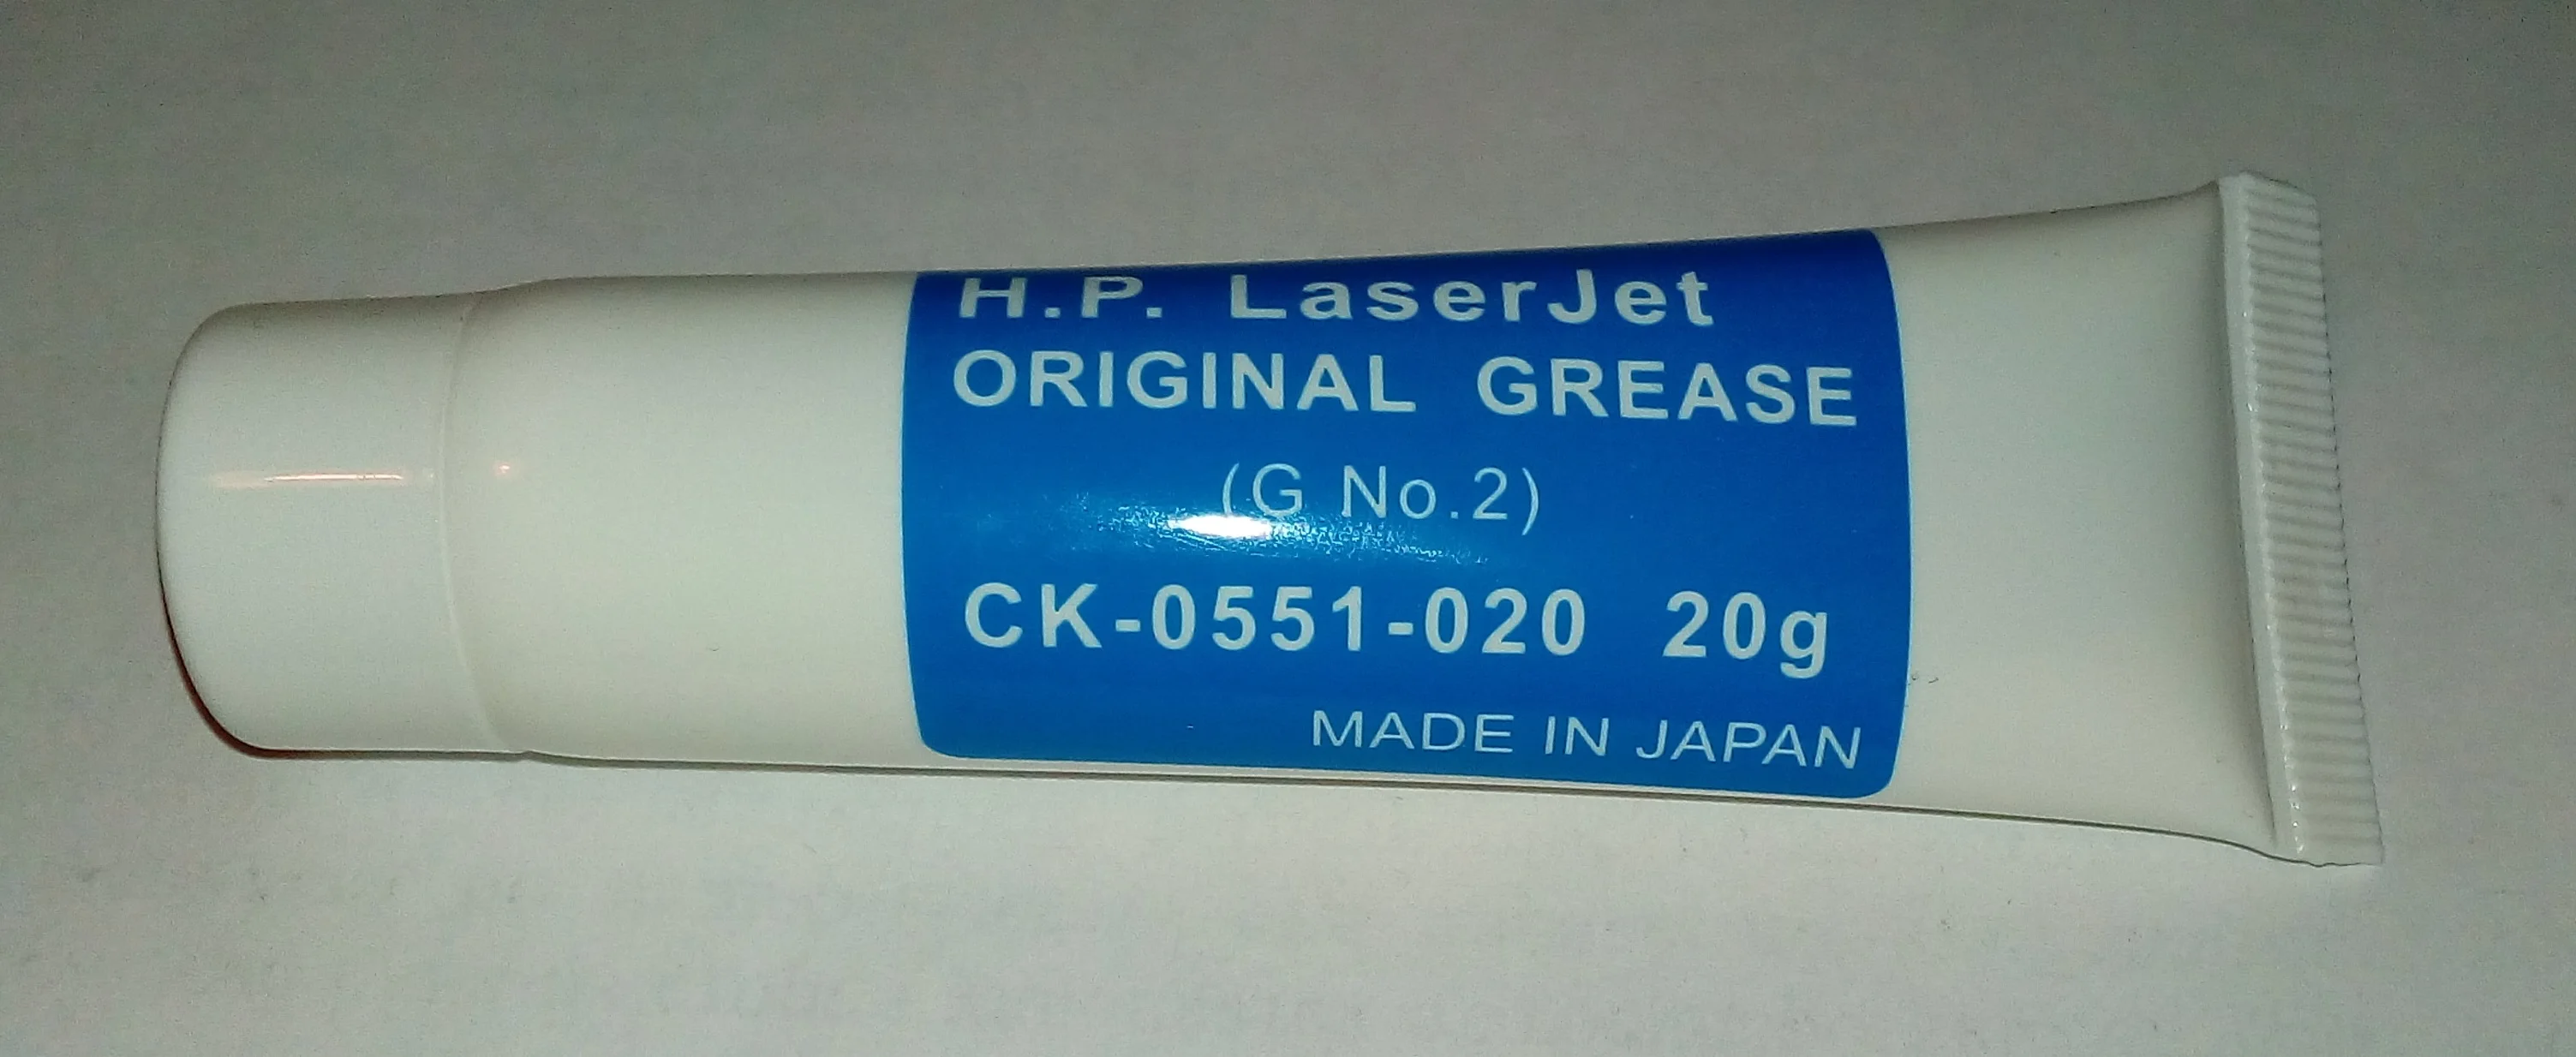 H.P. LaserJet
ORIGINAL GREASE
(G No.2)
CK-0551-020 20g
MADE IN JAPAN